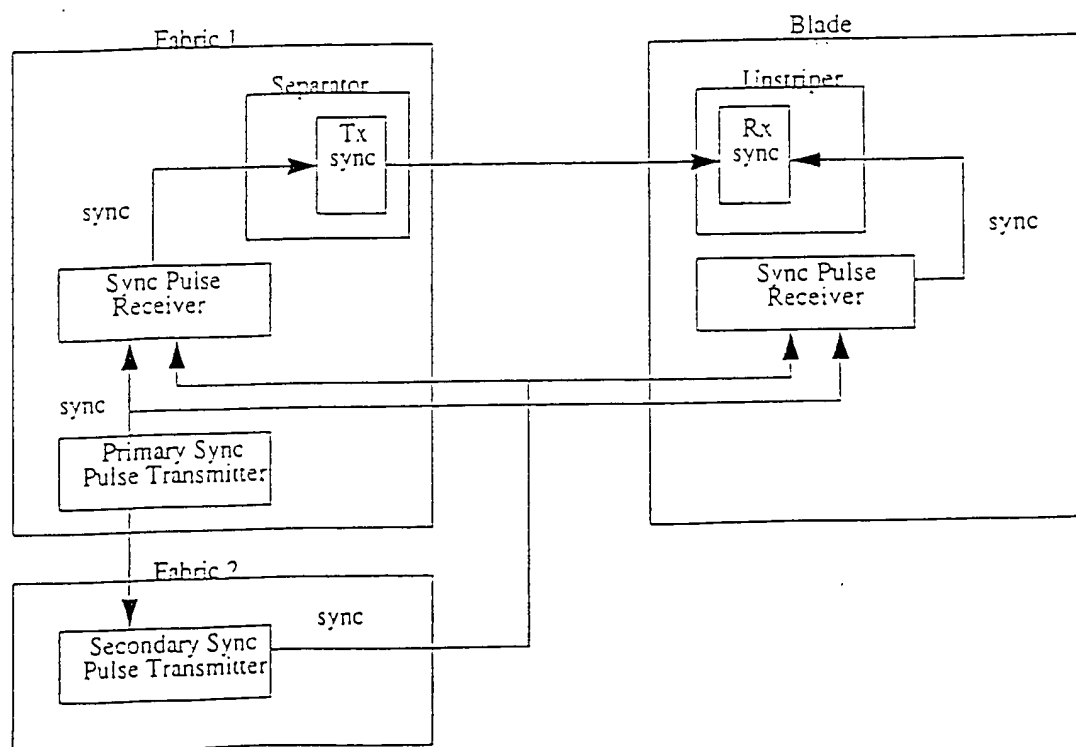 Fabric 1
Blade
Separator
Unstriper
Tx
sync
Rx
sync
sync
sync
Sync Pulse
Receiver
Sync Pulse
Receiver
sync
Primary Sync
Pulse Transmitter
Fabric 2
sync
Secondary Sync
Pulse Transmitter